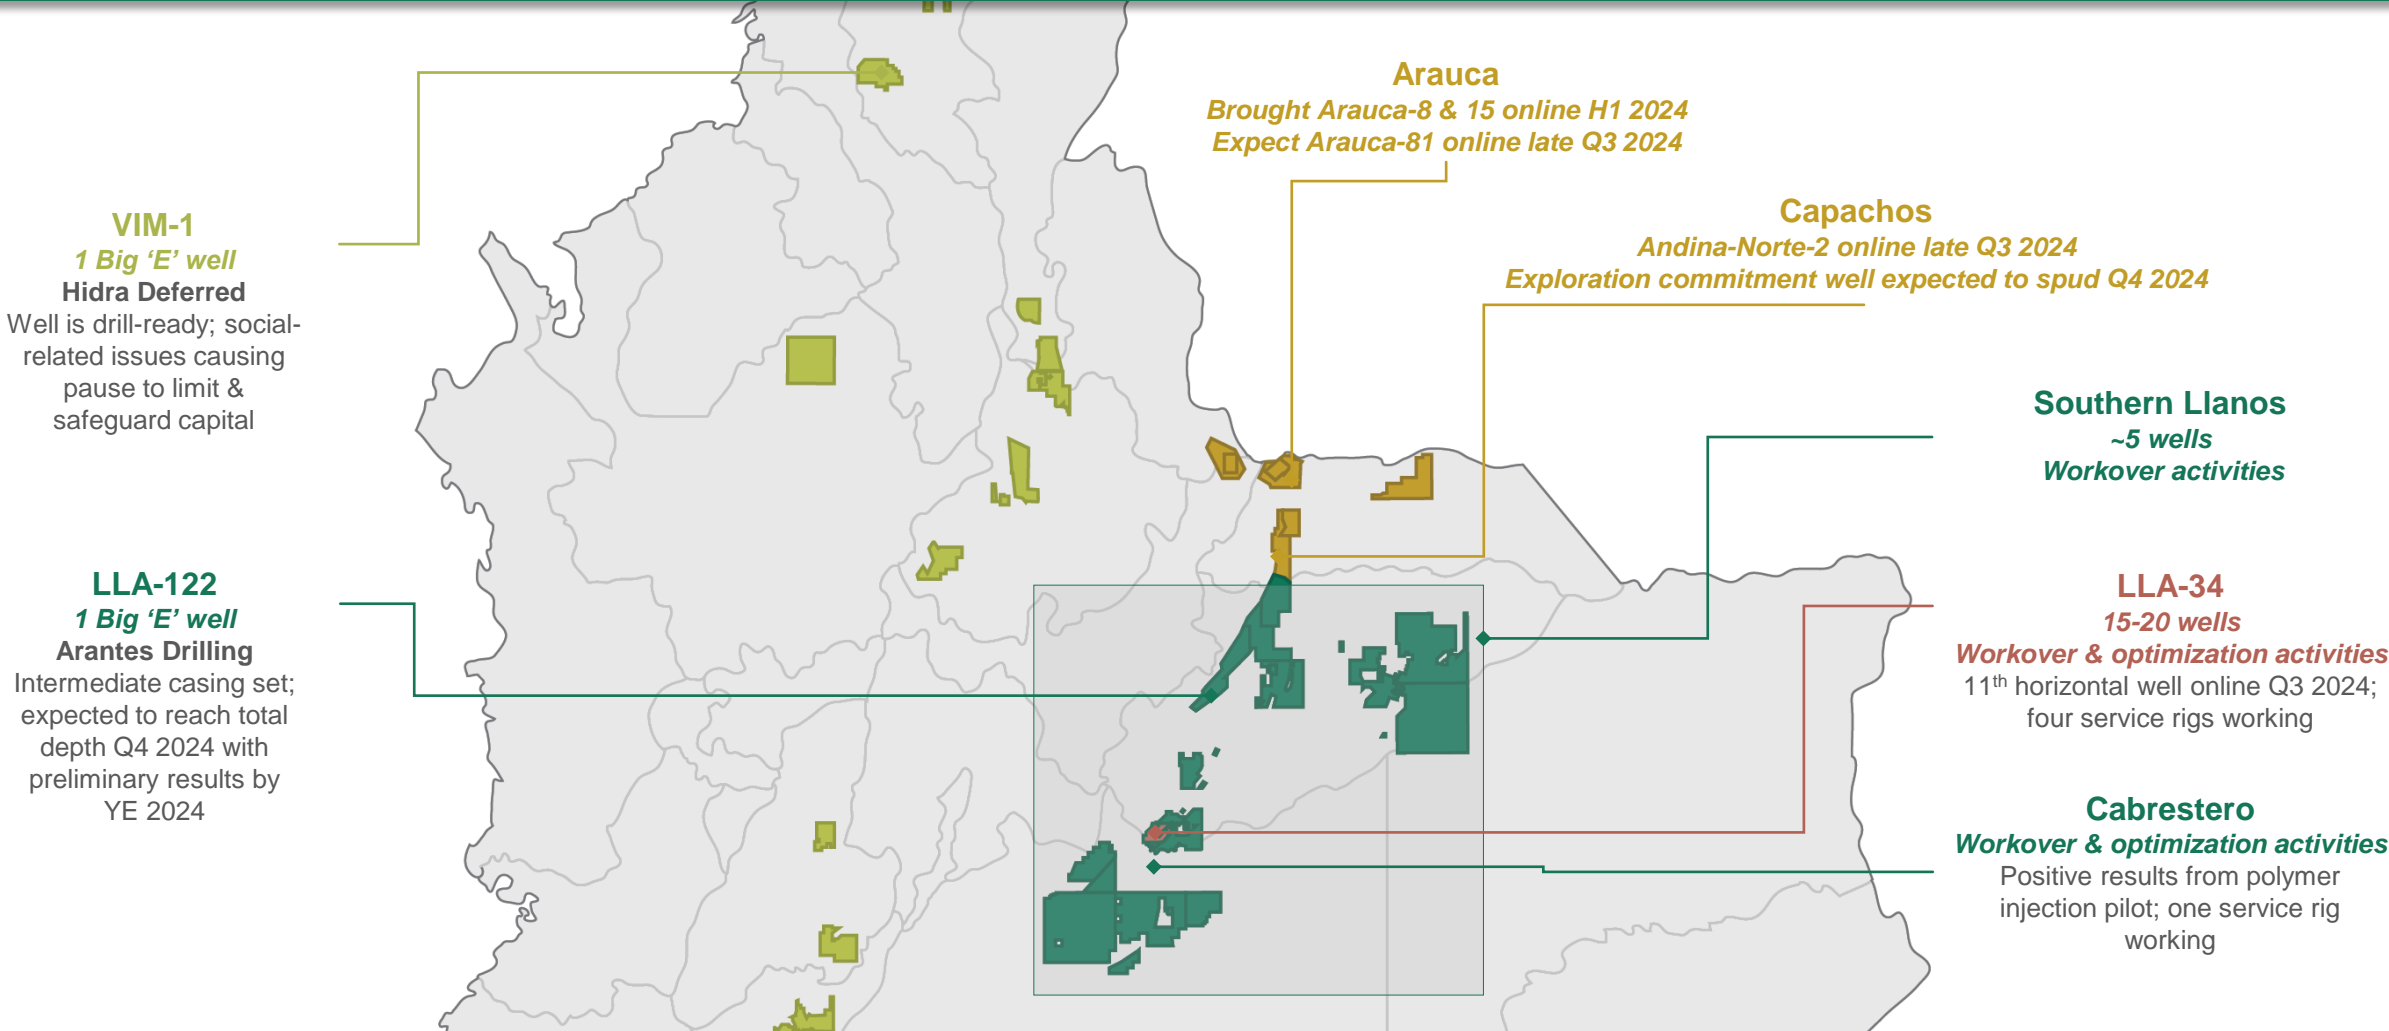 Arauca
Brought Arauca-8 & 15 online H1 2024
Expect Arauca-81 online late Q3 2024
Capachos
Andina-Norte-2 online late Q3 2024
Exploration commitment well expected to spud Q4 2024
VIM-1
1 Big ‘E’ well
Hidra Deferred
Well is drill-ready; social-
related issues causing
pause to limit &
safeguard capital
Southern Llanos
~5 wells
Workover activities
LLA-122
1 Big ‘E’ well
Arantes Drilling
Intermediate casing set;
expected to reach total
depth Q4 2024 with
preliminary results by
YE 2024
LLA-34
15-20 wells
Workover & optimization activities
11th horizontal well online Q3 2024;
four service rigs working
Cabrestero
Workover & optimization activities
Positive results from polymer
injection pilot; one service rig
working